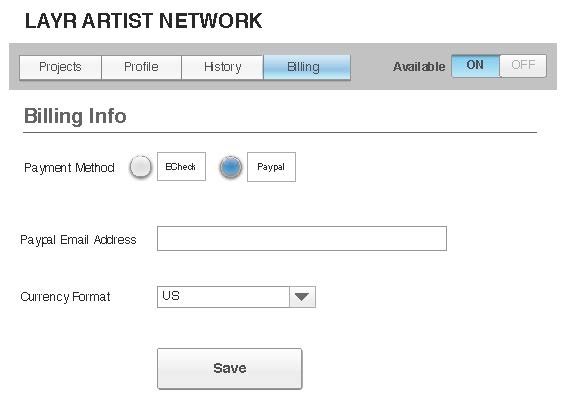 LAYR ARTIST NETWORK
Projects Profile History Billing Available ON OFF
Billing Info
Payment Method ECheck Paypal
Paypal Email Address
Currency Format US
Save